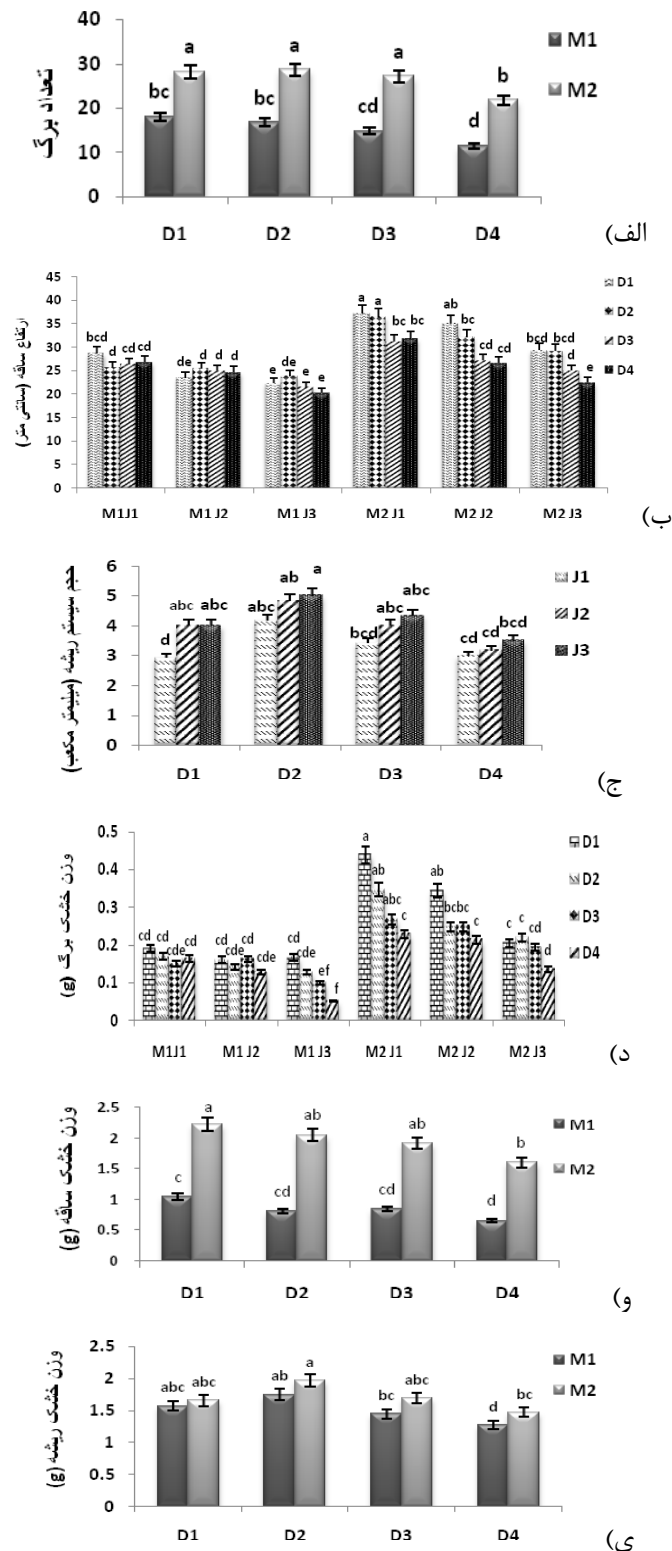 تعداد برگ
40
30
20
10
0
bc a bc a cd a d b
D1 D2 D3 D4
M1
M2
الف)
ارتفاع ساقه (سانتی متر)
45
40
35
30
25
20
15
10
5
0
bcd d cd cd de d d d e de e e a a bc bc ab bc cd cd bcd bcd d e
M1J1 M1 J2 M1 J3 M2 J1 M2 J2 M2 J3
D1
D2
D3
D4
ب)
حجم سیستم ریشه (میلیمتر مکعب)
6
5
4
3
2
1
0
d abc abc abc ab a bcd abc abc cd cd bcd
D1 D2 D3 D4
J1
J2
J3
ج)
وزن خشک برگ (g)
0.5
0.4
0.3
0.2
0.1
0
cd cd cde cd cd cde cd cde cd cde ef f a ab abc c ab bc bc c c c cd d
M1J1 M1 J2 M1 J3 M2 J1 M2 J2 M2 J3
D1
D2
D3
D4
د)
وزن خشک ساقه (g)
2.5
2
1.5
1
0.5
0
c a cd ab cd ab d b
D1 D2 D3 D4
M1
M2
و)
وزن خشک ریشه (g)
2.5
2
1.5
1
0.5
0
abc abc ab a bc abc d bc
D1 D2 D3 D4
M1
M2
ی)